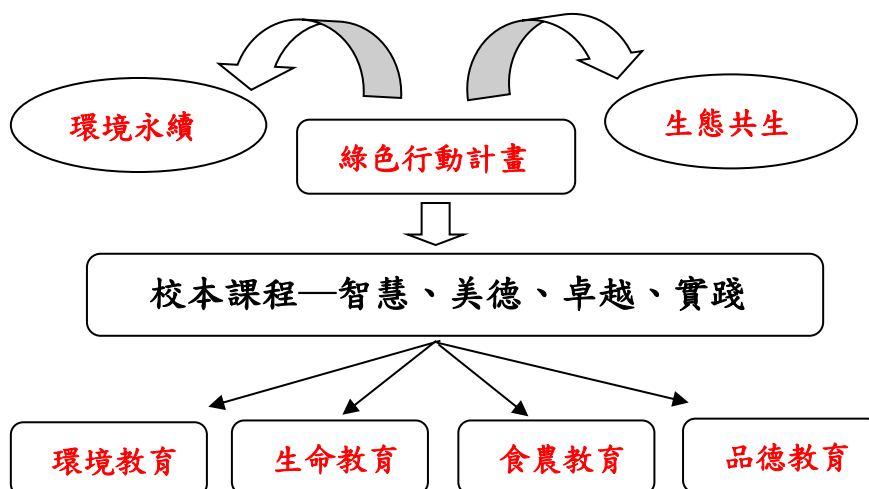 環境永續
生態共生
綠色行動計畫
校本課程—智慧、美德、卓越、實踐
環境教育
生命教育
食農教育
品德教育